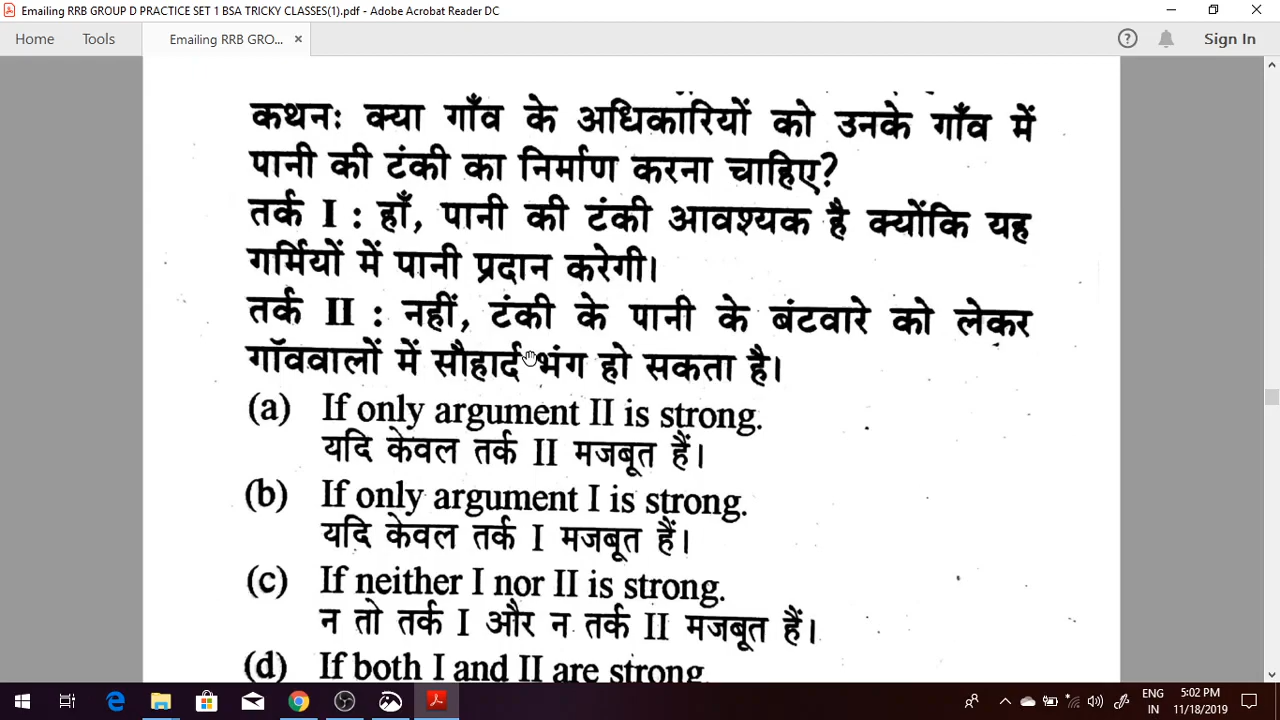 Emailing RRB GROUP D PRACTICE SET 1 BSA TRICKY CLASSES(1).pdf - Adobe Acrobat Reader DC
Home Tools Emailing RRB GRO... × Sign In
कथनः क्या गाँव के अधिकारियों को उनके गाँव में
पानी की टंकी का निर्माण करना चाहिए?
तर्क I : हाँ, पानी की टंकी आवश्यक है क्योंकि यह
गर्मियों में पानी प्रदान करेगी।
तर्क II : नहीं, टंकी के पानी के बंटवारे को लेकर
गॉववालों में सौहार्द भंग हो सकता है।
(a) If only argument II is strong.
यदि केवल तर्क II मजबूत हैं।
(b) If only argument I is strong.
यदि केवल तर्क I मजबूत हैं।
(c) If neither I nor II is strong.
न तो तर्क I और न तर्क II मजबूत हैं।
(d) If both I and II are strong.
ENG 5:02 PM
IN 11/18/2019